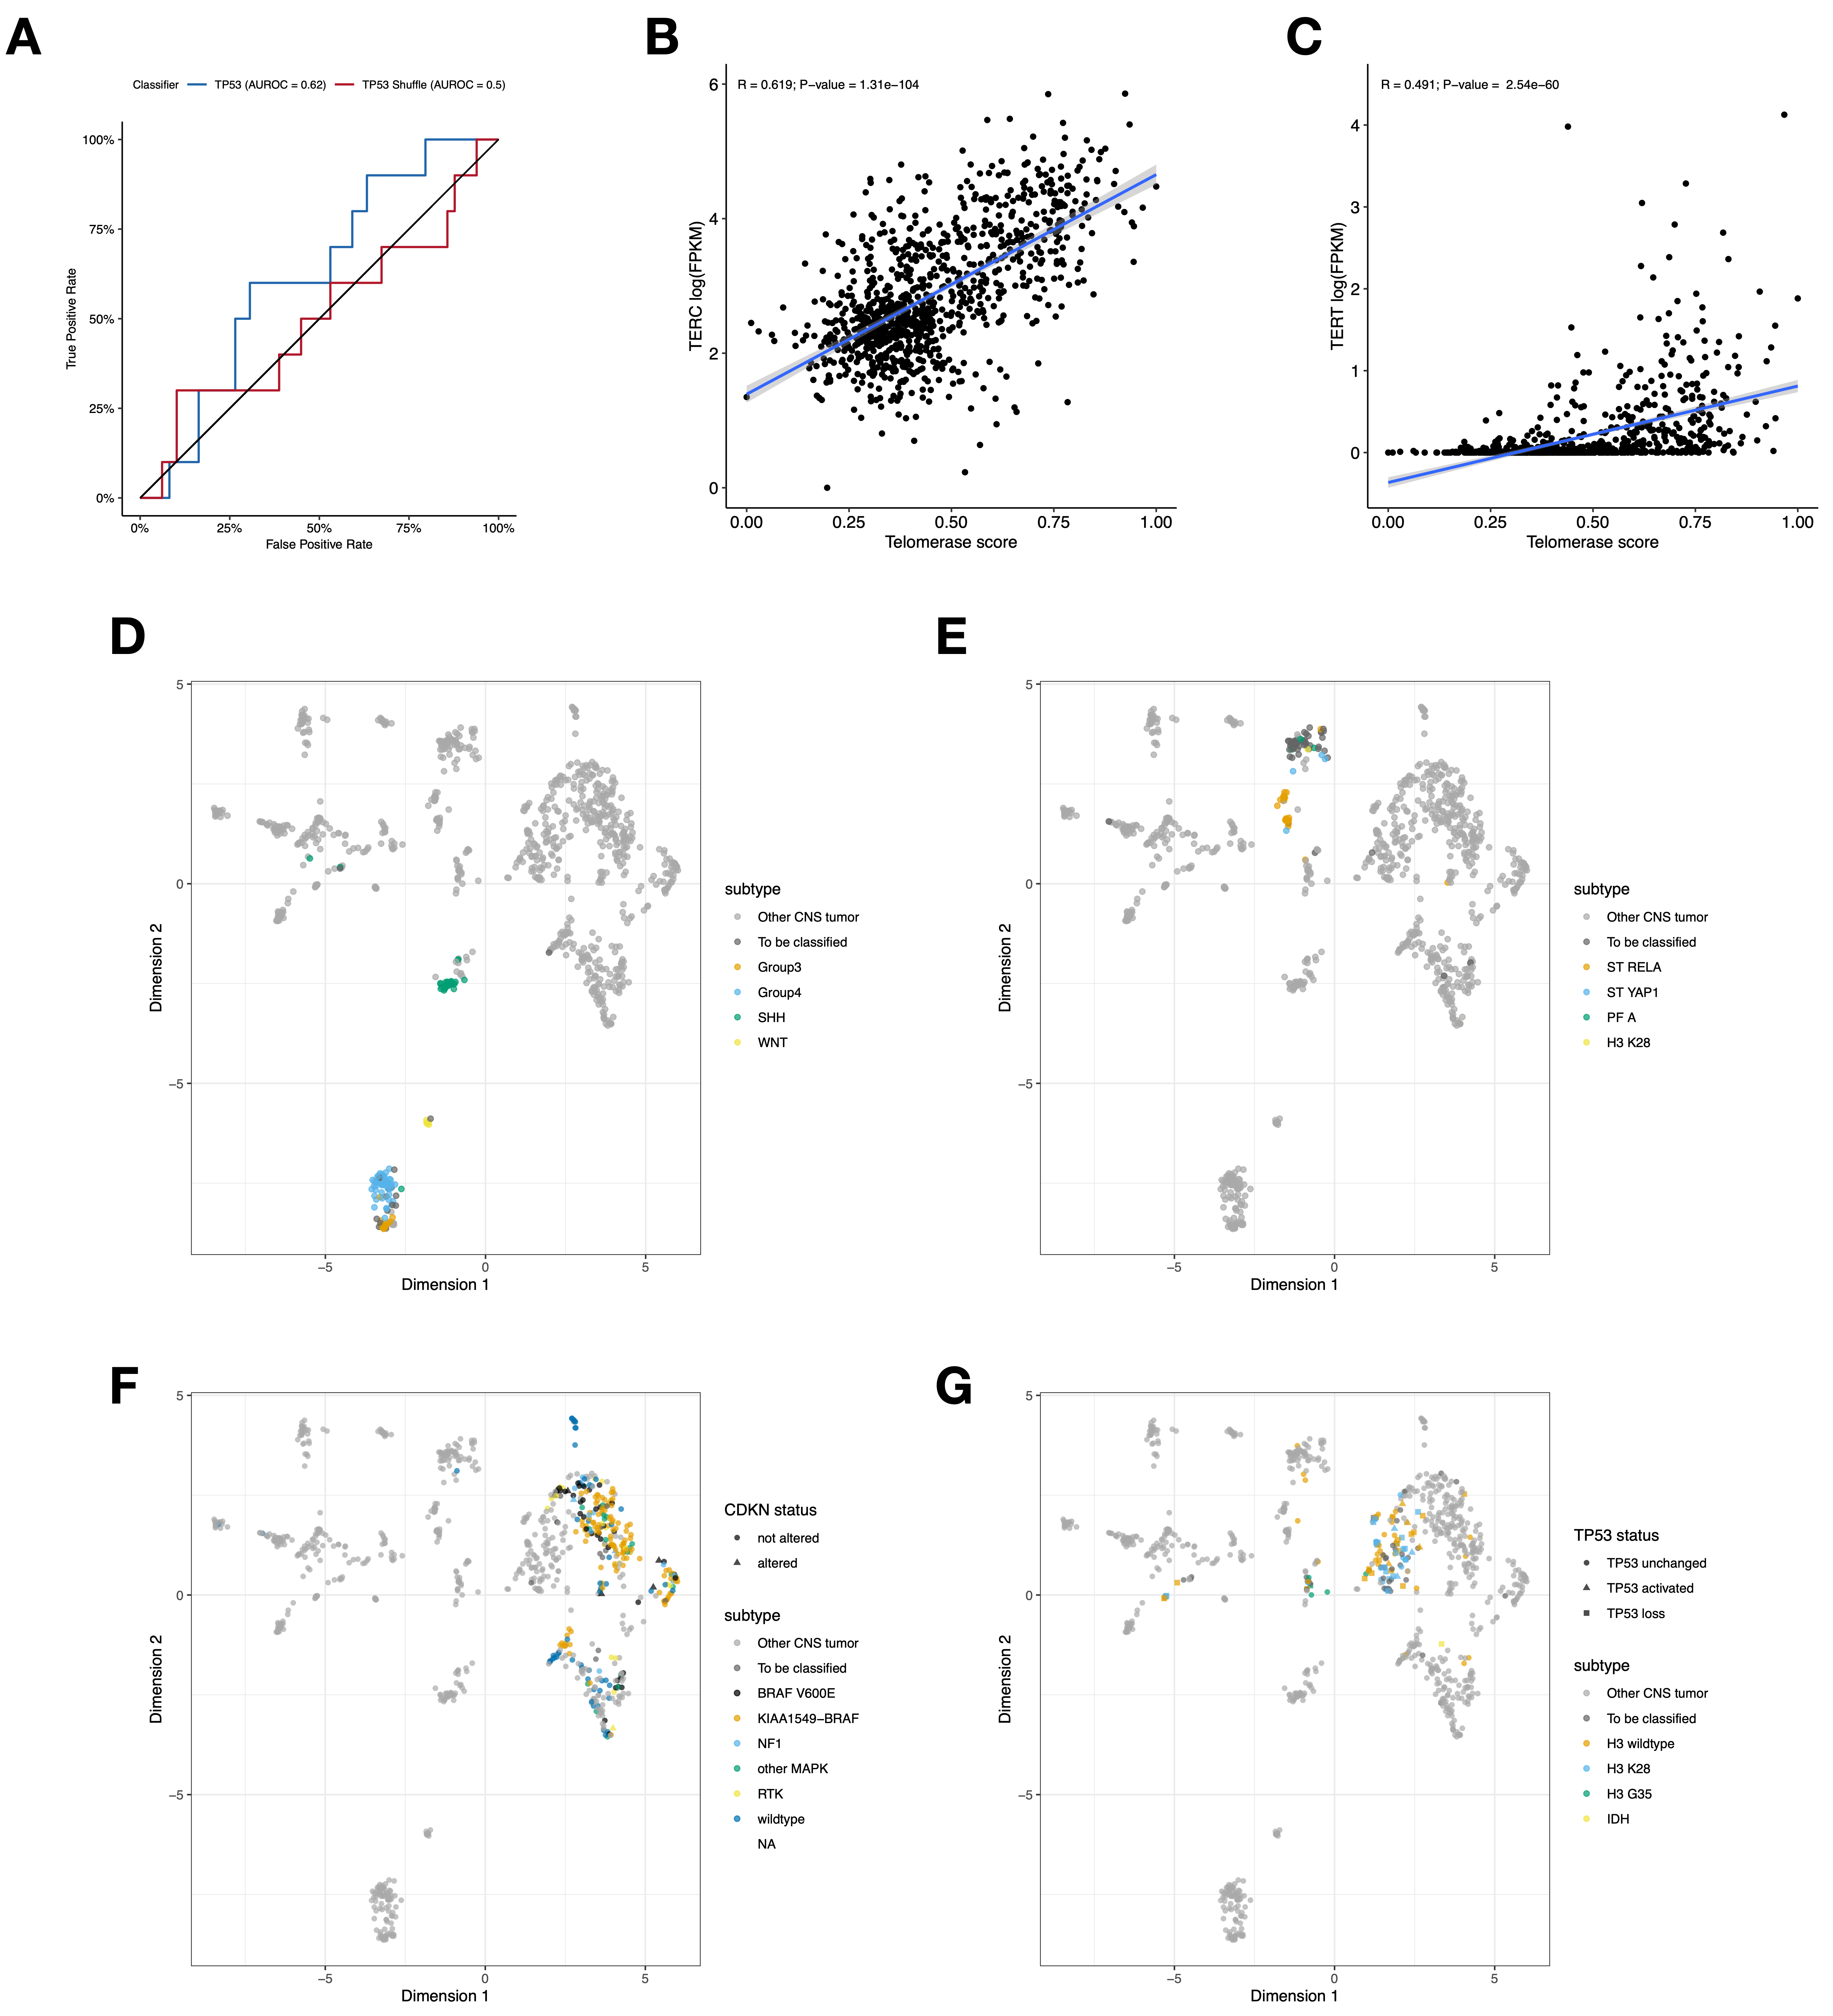 A
B
C
Classifier TP53 (AUROC = 0.62) TP53 Shuffle (AUROC = 0.5)
100%
75%
50%
25%
0%
True Positive Rate
0% 25% 50% 75% 100%
False Positive Rate
R = 0.619; P−value = 1.31e−104
6
4
2
0
TERC log(FPKM)
0.00 0.25 0.50 0.75 1.00
Telomerase score
R = 0.491; P−value = 2.54e−60
4
3
2
1
0
TERT log(FPKM)
0.00 0.25 0.50 0.75 1.00
Telomerase score
D
5
0
−5
Dimension 2
−5 0 5
Dimension 1
subtype
Other CNS tumor
To be classified
Group3
Group4
SHH
WNT
E
5
0
−5
Dimension 2
−5 0 5
Dimension 1
subtype
Other CNS tumor
To be classified
ST RELA
ST YAP1
PF A
H3 K28
F
5
0
−5
Dimension 2
−5 0 5
Dimension 1
CDKN status
not altered
altered
subtype
Other CNS tumor
To be classified
BRAF V600E
KIAA1549−BRAF
NF1
other MAPK
RTK
wildtype
NA
G
5
0
−5
Dimension 2
−5 0 5
Dimension 1
TP53 status
TP53 unchanged
TP53 activated
TP53 loss
subtype
Other CNS tumor
To be classified
H3 wildtype
H3 K28
H3 G35
IDH